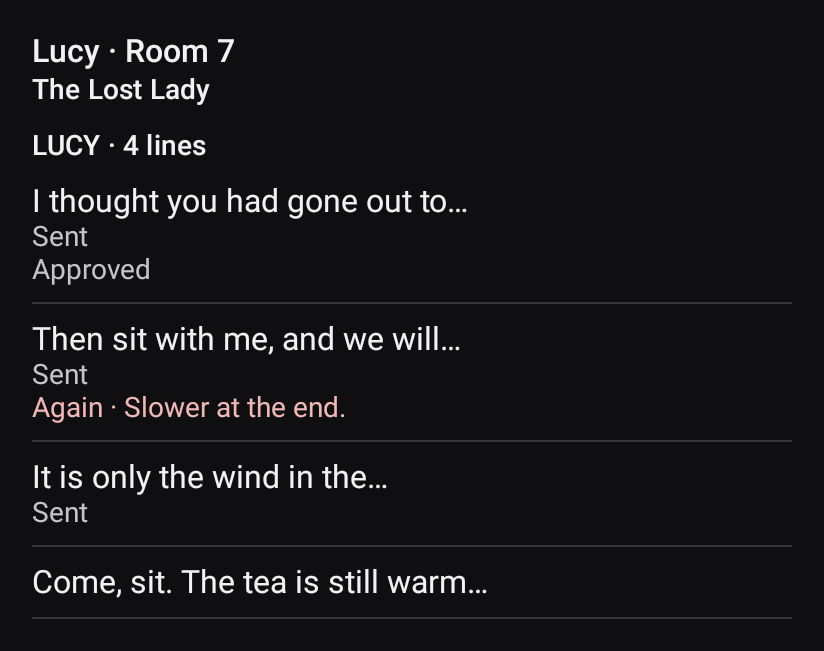 Lucy · Room 7
The Lost Lady
LUCY · 4 lines
I thought you had gone out to…
Sent
Approved
Then sit with me, and we will…
Sent
Again · Slower at the end.
It is only the wind in the…
Sent
Come, sit. The tea is still warm…